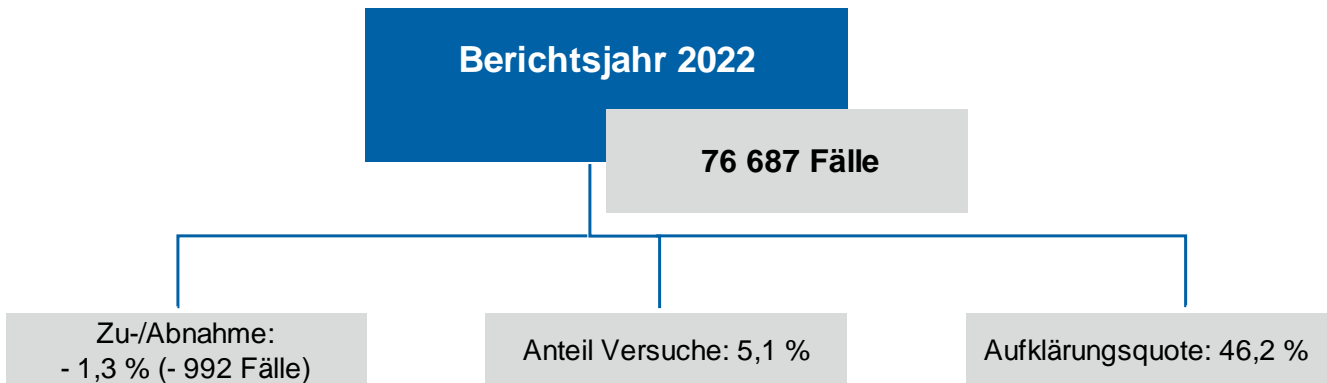 Berichtsjahr 2022
76 687 Fälle
Zu-/Abnahme:
- 1,3 % (- 992 Fälle)
Anteil Versuche: 5,1 %
Aufklärungsquote: 46,2 %